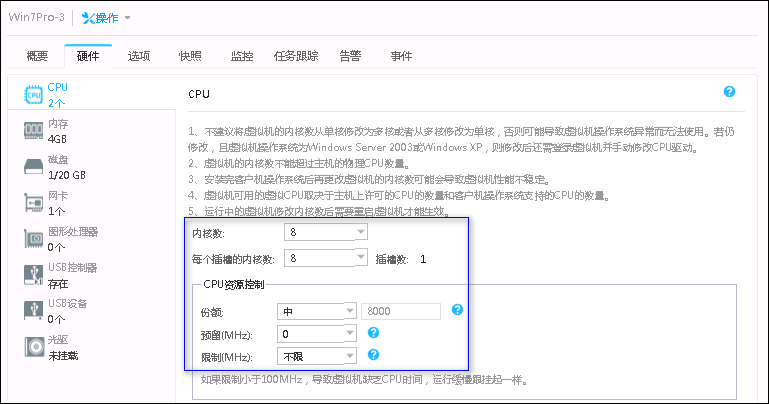 Win7Pro-3 操作
概要 硬件 选项 快照 监控 任务跟踪 告警 事件
CPU
2个
内存
4GB
磁盘
1/20 GB
网卡
1个
图形处理器
0个
USB控制器
存在
USB设备
0个
光驱
未挂载
CPU
1、不建议将虚拟机的内核数从单核修改为多核或者从多核修改为单核，否则可能导致虚拟机操作系统异常而无法使用。若仍
修改，且虚拟机操作系统为Windows Server 2003或Windows XP，则修改后还需登录虚拟机并手动修改CPU驱动。
2、虚拟机的内核数不能超过主机的物理CPU数量。
3、安装完客户机操作系统后再更改虚拟机的内核数可能会导致虚拟机性能不稳定。
4、虚拟机可用的虚拟CPU取决于主机上许可的CPU的数量和客户机操作系统支持的CPU的数量。
5、运行中的虚拟机修改内核数后需要重启虚拟机才能生效。
内核数: 8
每个插槽的内核数: 8 插槽数: 1
CPU资源控制
份额: 中 8000
预留(MHz): 0
限制(MHz): 不限
如果限制小于100MHz，导致虚拟机缺乏CPU时间，运行缓慢跟挂起一样。